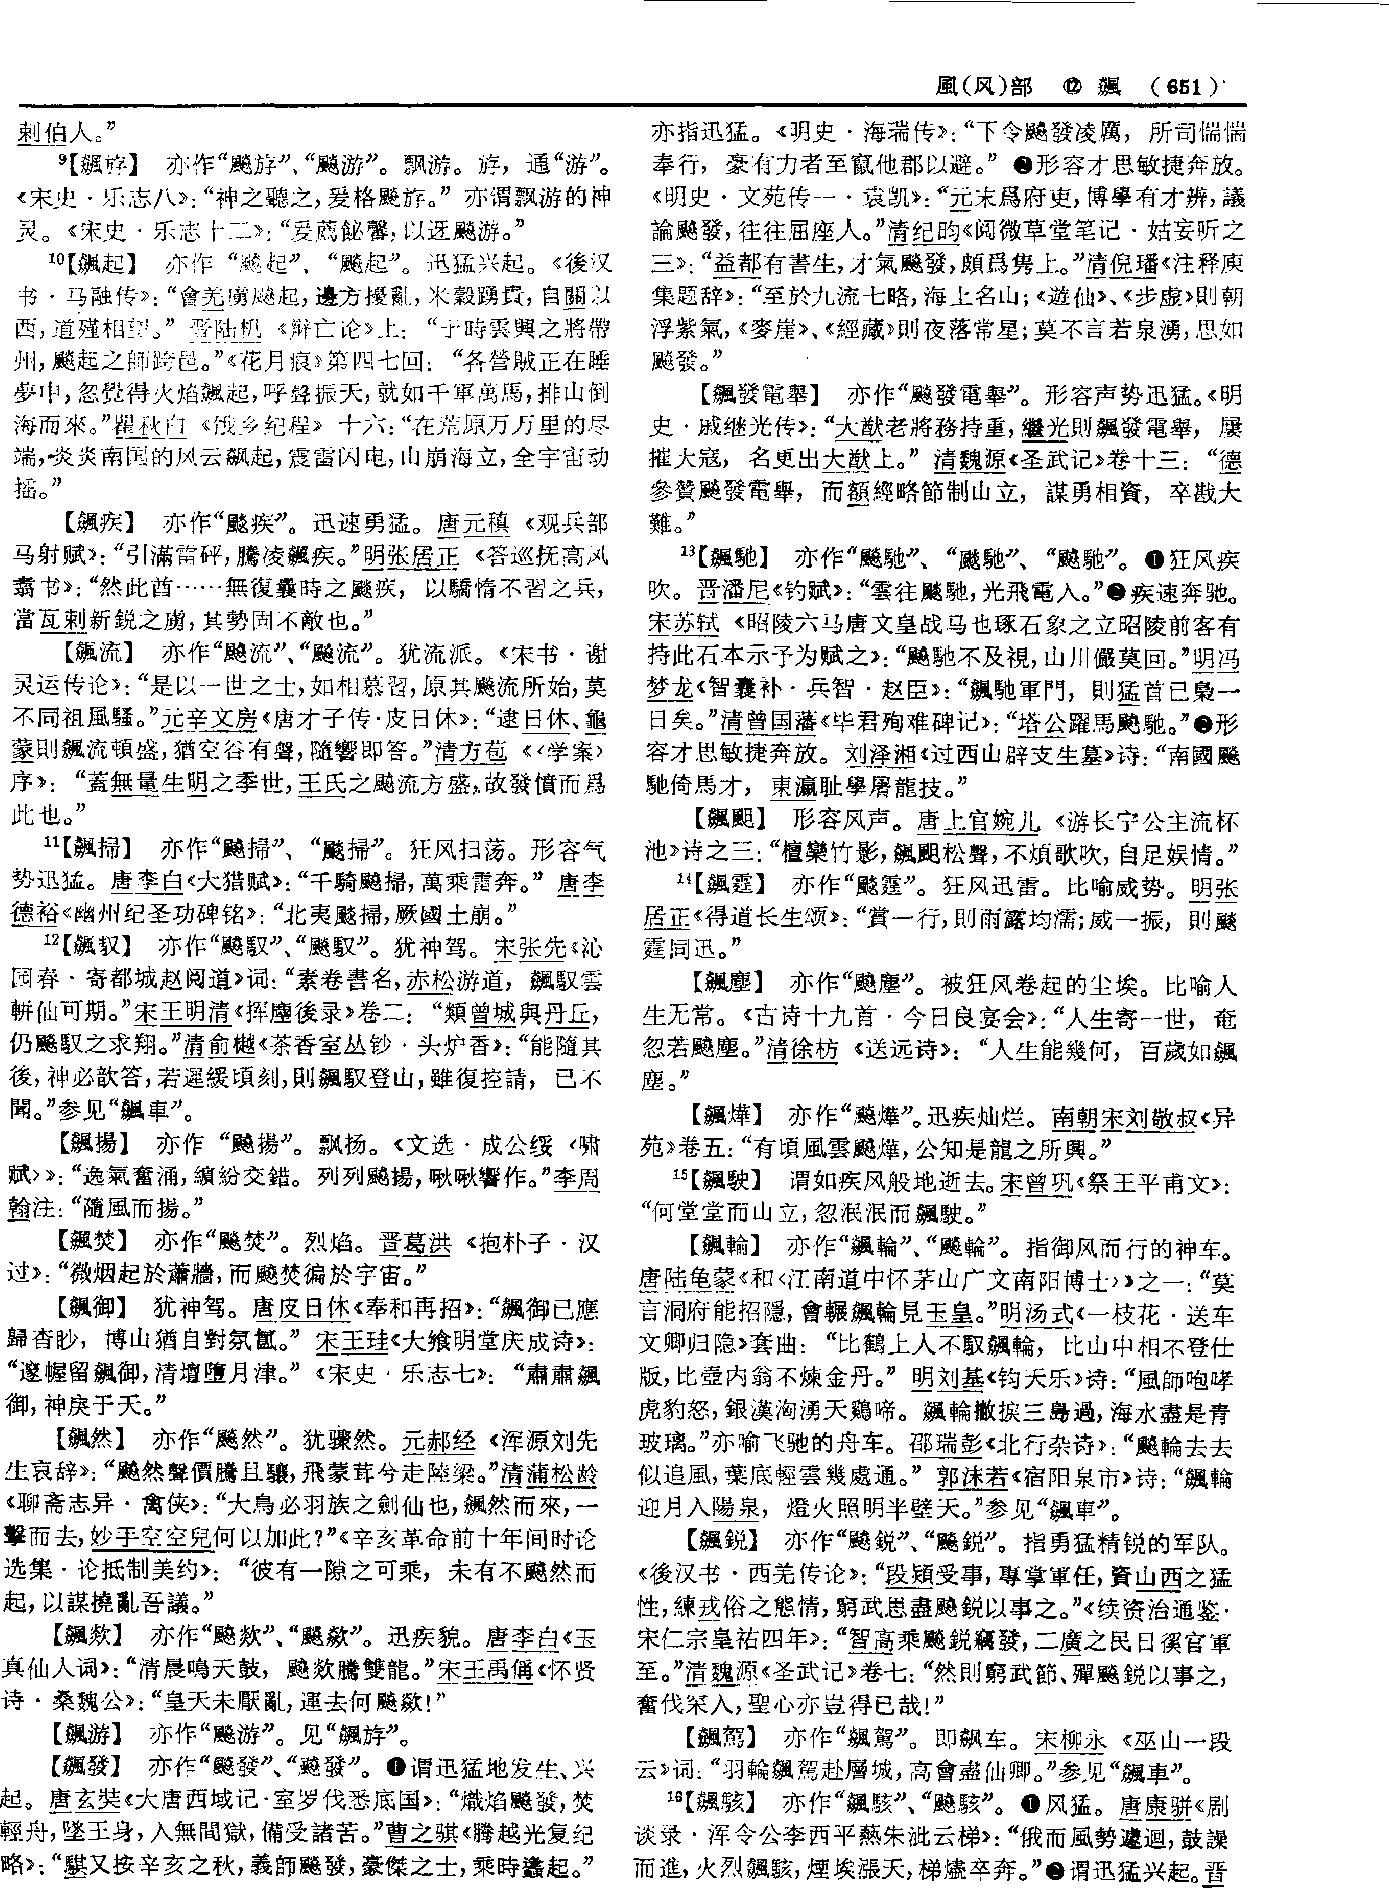 風(风)部　⑫　飆　(651)
刺伯人。”
⁹【飆斿】　亦作“飈斿”、“飈游”。飘游。斿，通“游”。
《宋史·乐志八》：“神之聽之，爰格飈斿。”亦谓飘游的神
灵。《宋史·乐志十二》：“爰薦飶馨，以迓飈游。”
¹⁰【飆起】　亦作“飈起”、“飇起”。迅猛兴起。《後汉
书·马融传》：“會羌虜飈起，邊方擾亂，米穀踴貴，自關以
西，道殣相望。”晋陆机《辩亡论》上：“于時雲興之將帶
州，飈起之師跨邑。”《花月痕》第四七回：“各營賊正在睡
夢中，忽覺得火焰飆起，呼聲振天，就如千軍萬馬，排山倒
海而來。”瞿秋白《饿乡纪程》十六：“在荒原万万里的尽
端，炎炎南国的风云飙起，震雷闪电，山崩海立，全宇宙动
摇。”
【飆疾】　亦作“飈疾”。迅速勇猛。唐元稹《观兵部
马射赋》：“引滿雷砰，騰凌飆疾。”明张居正《答巡抚高凤
翥书》：“然此酋……無復曩時之飈疾，以驕惰不習之兵，
當瓦剌新鋭之虜，其勢固不敵也。”
【飆流】　亦作“飈流”、“飇流”。犹流派。《宋书·谢
灵运传论》：“是以一世之士，如相慕習，原其飈流所始，莫
不同祖風騷。”元辛文房《唐才子传·皮日休》：“逮日休、龜
蒙則飆流頓盛，猶空谷有聲，隨響即答。”清方苞《〈学案〉
序》：“蓋無量生明之季世，王氏之飈流方盛，故發憤而爲
此也。”
¹¹【飆掃】　亦作“飈掃”、“飇掃”。狂风扫荡。形容气
势迅猛。唐李白《大猎赋》：“千騎飈掃，萬乘雷奔。”唐李
德裕《幽州纪圣功碑铭》：“北夷飈掃，厥國土崩。”
¹²【飆馭】　亦作“飈馭”、“飇馭”。犹神驾。宋张先《沁
园春·寄都城赵阅道》词：“素卷書名，赤松游道，飆馭雲
軿仙可期。”宋王明清《挥麈後录》卷二：“類曾城與丹丘，
仍飈馭之求翔。”清俞樾《茶香室丛钞·头炉香》：“能隨其
後，神必歆答，若遲緩頃刻，則飆馭登山，雖復控請，已不
聞。”参见“飆車”。
【飆揚】　亦作“飈揚”。飘扬。《文选·成公绥〈啸
赋〉》：“逸氣奮涌，繽紛交錯。列列飈揚，啾啾響作。”李周
翰注：“隨風而揚。”
【飆焚】　亦作“飈焚”。烈焰。晋葛洪《抱朴子·汉
过》：“微烟起於蕭牆，而飈焚徧於宇宙。”
【飆御】　犹神驾。唐皮日休《奉和再招》：“飆御已應
歸杳眇，博山猶自對氛氳。”宋王珪《大飨明堂庆成诗》：
“邃幄留飆御，清壇墮月津。”《宋史·乐志七》：“肅肅飆
御，神戾于天。”
【飆然】　亦作“飈然”。犹骤然。元郝经《浑源刘先
生哀辞》：“飈然聲價騰且驤，飛蒙茸兮走陸梁。”清蒲松龄
《聊斋志异·禽侠》：“大鳥必羽族之劍仙也，飆然而來，一
擊而去，妙手空空兒何以加此？”《辛亥革命前十年间时论
选集·论抵制美约》：“彼有一隙之可乘，未有不飈然而
起，以謀撓亂吾議。”
【飆欻】　亦作“飈欻”、“飈歘”。迅疾貌。唐李白《玉
真仙人词》：“清晨鳴天鼓，飈欻騰雙龍。”宋王禹偁《怀贤
诗·桑魏公》：“皇天未厭亂，運去何飈歘！”
【飆游】　亦作“飈游”。见“飆斿”。
【飆發】　亦作“飈發”、“飇發”。❶谓迅猛地发生、兴
起。唐玄奘《大唐西域记·室罗伐悉底国》：“熾焰飈發，焚
輕舟，墜王身，入無間獄，備受諸苦。”曹之骐《腾越光复纪
略》：“騏又按辛亥之秋，義師飈發，豪傑之士，乘時蠭起。”
亦指迅猛。《明史·海瑞传》：“下令飈發凌厲，所司惴惴
奉行，豪有力者至竄他郡以避。”❷形容才思敏捷奔放。
《明史·文苑传一·袁凯》：“元末爲府吏，博學有才辨，議
論飈發，往往屈座人。”清纪昀《阅微草堂笔记·姑妄听之
三》：“益都有書生，才氣飈發，頗爲雋上。”清倪璠《注释庾
集题辞》：“至於九流七略，海上名山；《遊仙》、《步虛》則朝
浮紫氣，《麥崖》、《經藏》則夜落常星；莫不言若泉湧，思如
飈發。”
【飆發電舉】　亦作“飈發電舉”。形容声势迅猛。《明
史·戚继光传》：“大猷老將務持重，繼光則飆發電舉，屢
摧大寇，名更出大猷上。”清魏源《圣武记》卷十三：“德
參贊飈發電舉，而額經略節制山立，謀勇相資，卒戡大
難。”
¹³【飆馳】　亦作“飈馳”、“飇馳”、“飈馳”。❶狂风疾
吹。晋潘尼《钓赋》：“雲往飈馳，光飛電入。”❷疾速奔驰。
宋苏轼《昭陵六马唐文皇战马也琢石象之立昭陵前客有
持此石本示予为赋之》：“飈馳不及視，山川儼莫回。”明冯
梦龙《智囊补·兵智·赵臣》：“飆馳軍門，則猛首已梟一
日矣。”清曾国藩《毕君殉难碑记》：“塔公躍馬飈馳。”❸形
容才思敏捷奔放。刘泽湘《过西山辟支生墓》诗：“南國飈
馳倚馬才，東瀛耻學屠龍技。”
【飆颫】　形容风声。唐上官婉儿《游长宁公主流杯
池》诗之三：“檀欒竹影，飆颫松聲，不煩歌吹，自足娱情。”
¹⁴【飆霆】　亦作“飈霆”。狂风迅雷。比喻威势。明张
居正《得道长生颂》：“賞一行，則雨露均濡；威一振，則飈
霆同迅。”
【飆塵】　亦作“飈塵”。被狂风卷起的尘埃。比喻人
生无常。《古诗十九首·今日良宴会》：“人生寄一世，奄
忽若飈塵。”清徐枋《送远诗》：“人生能幾何，百歲如飆
塵。”
【飆燁】　亦作“飈燁”。迅疾灿烂。南朝宋刘敬叔《异
苑》卷五：“有頃風雲飈燁，公知是龍之所興。”
¹⁵【飆駛】　谓如疾风般地逝去。宋曾巩《祭王平甫文》：
“何堂堂而山立，忽泯泯而飆駛。”
【飆輪】　亦作“飙輪”、“飈輪”。指御风而行的神车。
唐陆龟蒙《和〈江南道中怀茅山广文南阳博士〉》之一：“莫
言洞府能招隱，會輾飆輪見玉皇。”明汤式《一枝花·送车
文卿归隐》套曲：“比鶴上人不馭飆輪，比山中相不登仕
版，比壺内翁不煉金丹。”明刘基《钧天乐》诗：“風師咆哮
虎豹怒，銀漢洶湧天鷄啼。飆輪撇捩三島過，海水盡是青
玻璃。”亦喻飞驰的舟车。邵瑞彭《北行杂诗》：“飈輪去去
似追風，葉底輕雲幾處通。”郭沫若《宿阳泉市》诗：“飆輪
迎月入陽泉，燈火照明半壁天。”参见“飆車”。
【飆鋭】　亦作“飈鋭”、“飇鋭”。指勇猛精锐的军队。
《後汉书·西羌传论》：“段熲受事，專掌軍任，資山西之猛
性，練戎俗之態情，窮武思盡飈鋭以事之。”《续资治通鉴·
宋仁宗皇祐四年》：“智高乘飈鋭竊發，二廣之民日徯官軍
至。”清魏源《圣武记》卷七：“然則窮武節、殫飈鋭以事之，
奮伐罙入，聖心亦豈得已哉！”
【飆駕】　亦作“飙駕”。即飙车。宋柳永《巫山一段
云》词：“羽輪飆駕赴層城，高會盡仙卿。”参见“飆車”。
¹⁶【飆駭】　亦作“飙駭”、“飈駭”。❶风猛。唐康骈《剧
谈录·浑令公李西平爇朱泚云梯》：“俄而風勢遽迴，鼓譟
而進，火烈飆駭，煙埃漲天，梯燼卒奔。”❷谓迅猛兴起。晋